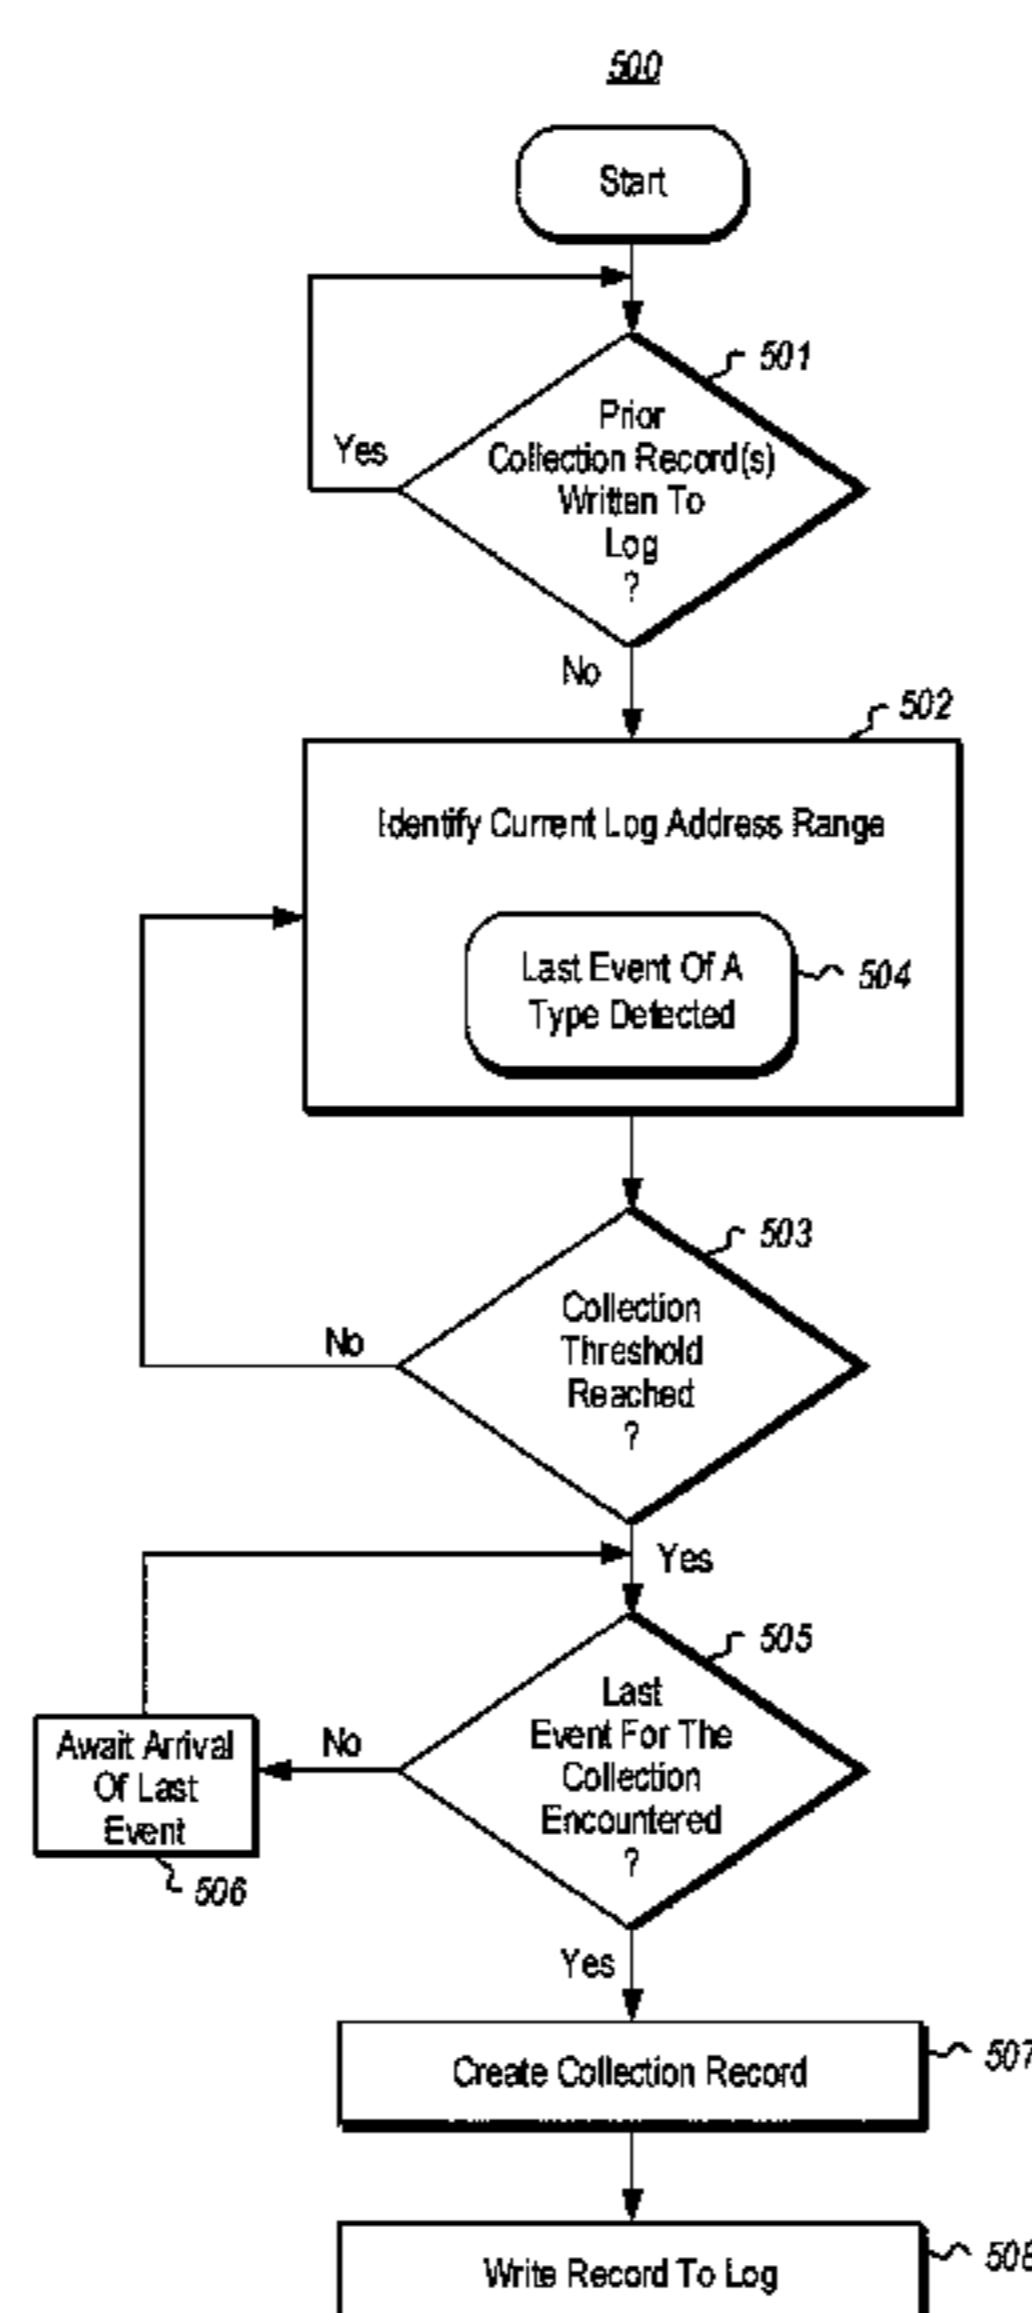 500
Start
501
Prior
Collection Record(s)
Written To
Log
?
Yes
No
502
Identify Current Log Address Range
Last Event Of A
Type Detected
504
503
Collection
Threshold
Reached
?
No
Yes
505
Last
Event For The
Collection
Encountered
?
No
Await Arrival
Of Last
Event
506
Yes
Create Collection Record
507
Write Record To Log
508